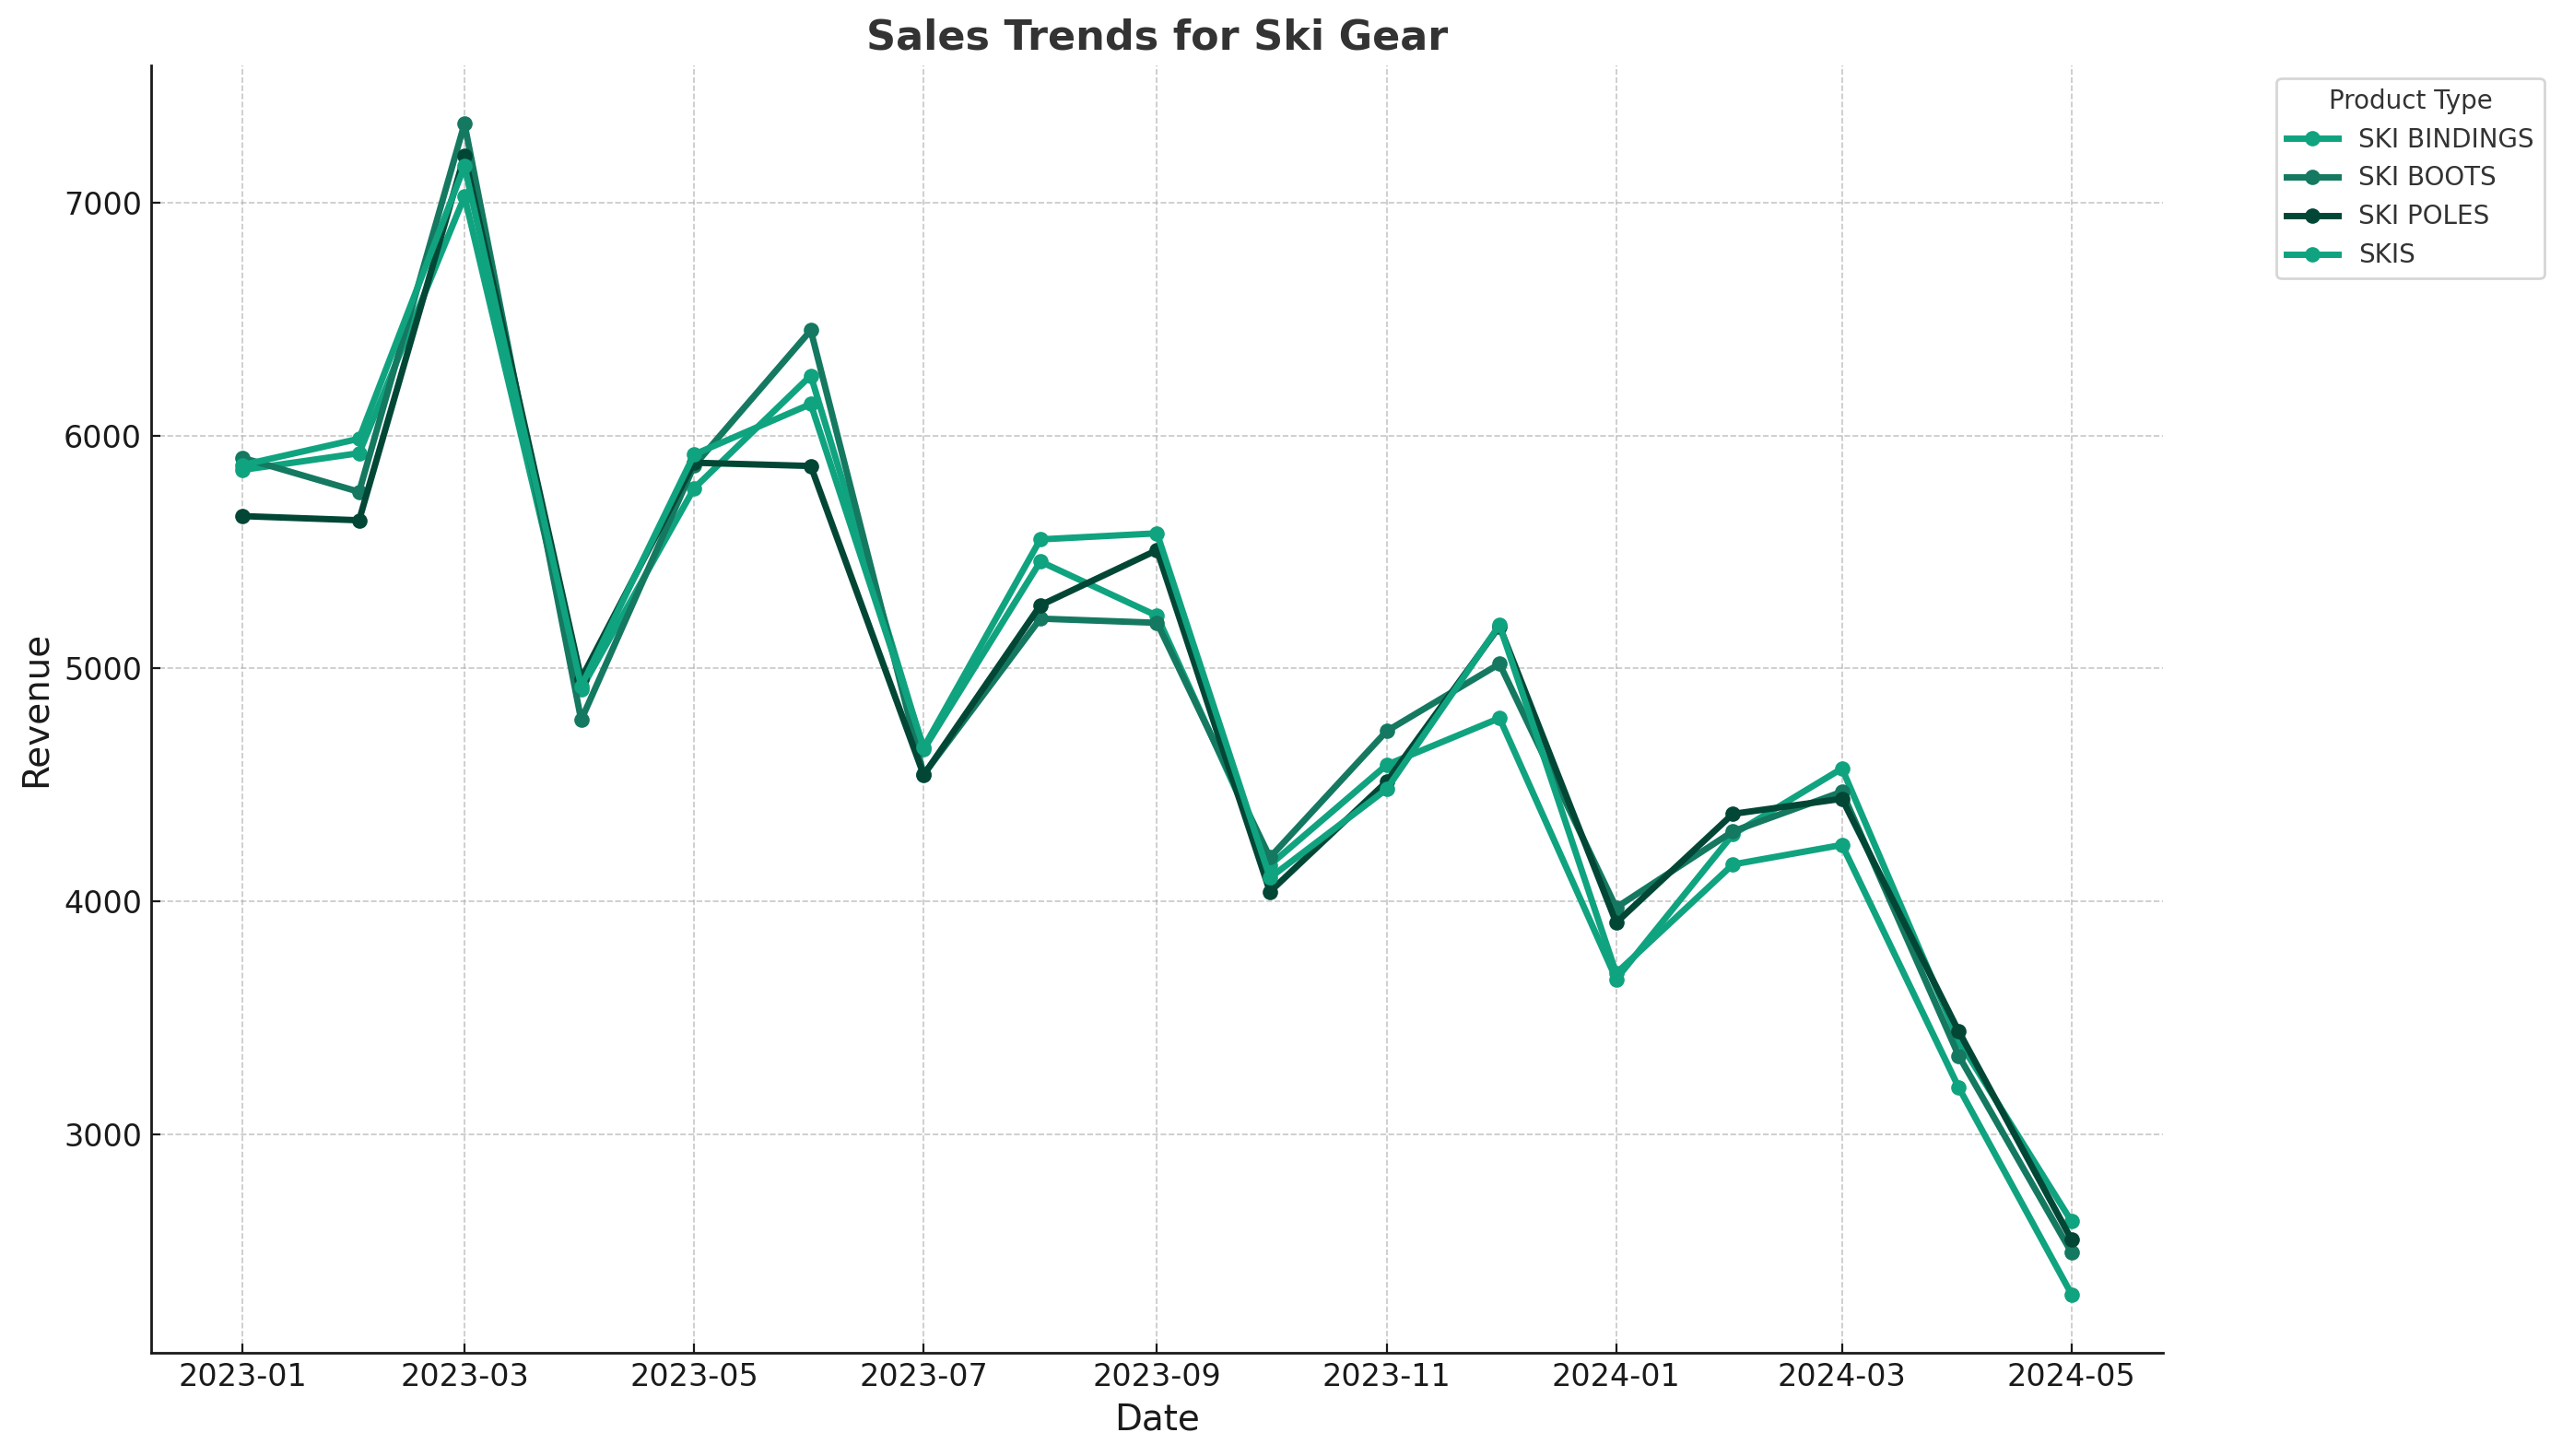 Sales Trends for Ski Gear
Product Type
SKI BINDINGS
SKI BOOTS
SKI POLES
SKIS
Revenue
7000
6000
5000
4000
3000
2023-01 2023-03 2023-05 2023-07 2023-09 2023-11 2024-01 2024-03 2024-05
Date